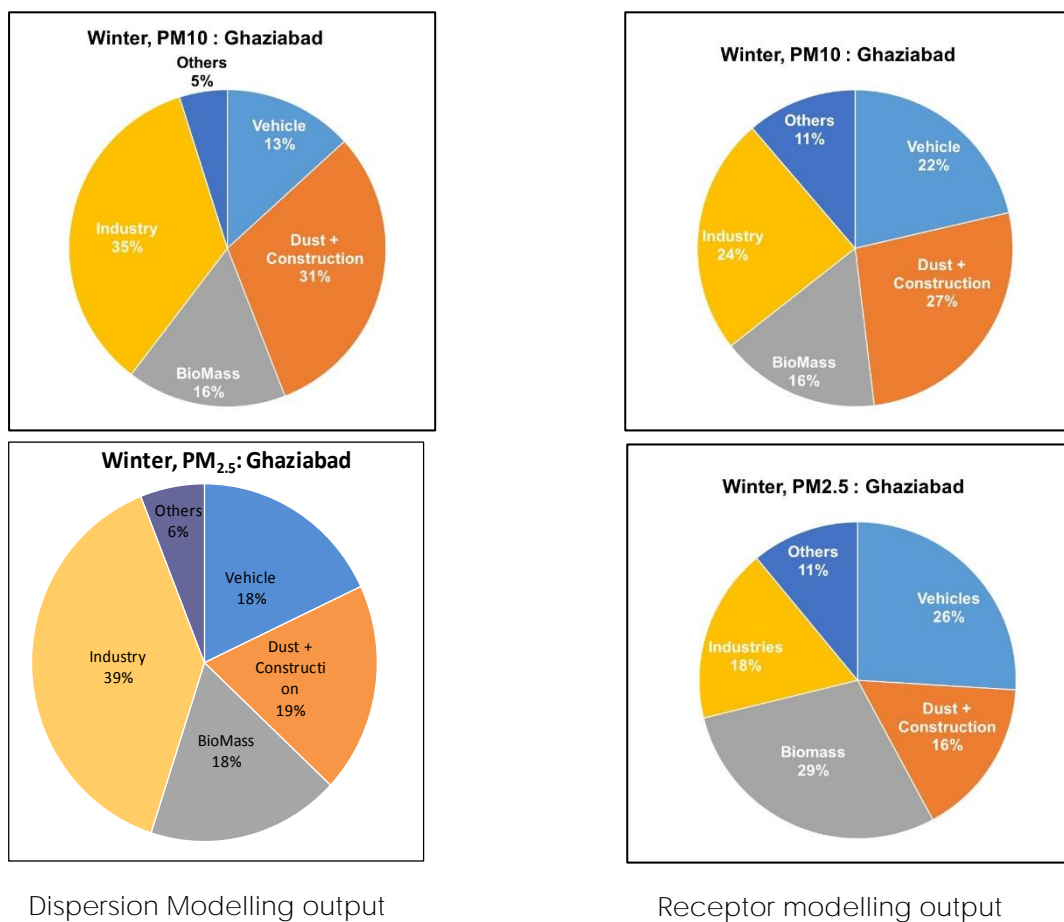 Winter, PM10 : Ghaziabad
Others
5%
Vehicle
13%
Dust +
Construction
31%
BioMass
16%
Industry
35%
Winter, PM10 : Ghaziabad
Others
11%
Vehicle
22%
Dust +
Construction
27%
BioMass
16%
Industry
24%
Winter, PM2.5: Ghaziabad
Others
6%
Vehicle
18%
Dust +
Constructi
on
19%
BioMass
18%
Industry
39%
Winter, PM2.5 : Ghaziabad
Others
11%
Vehicles
26%
Dust +
Construction
16%
Biomass
29%
Industries
18%
Dispersion Modelling output
Receptor modelling output